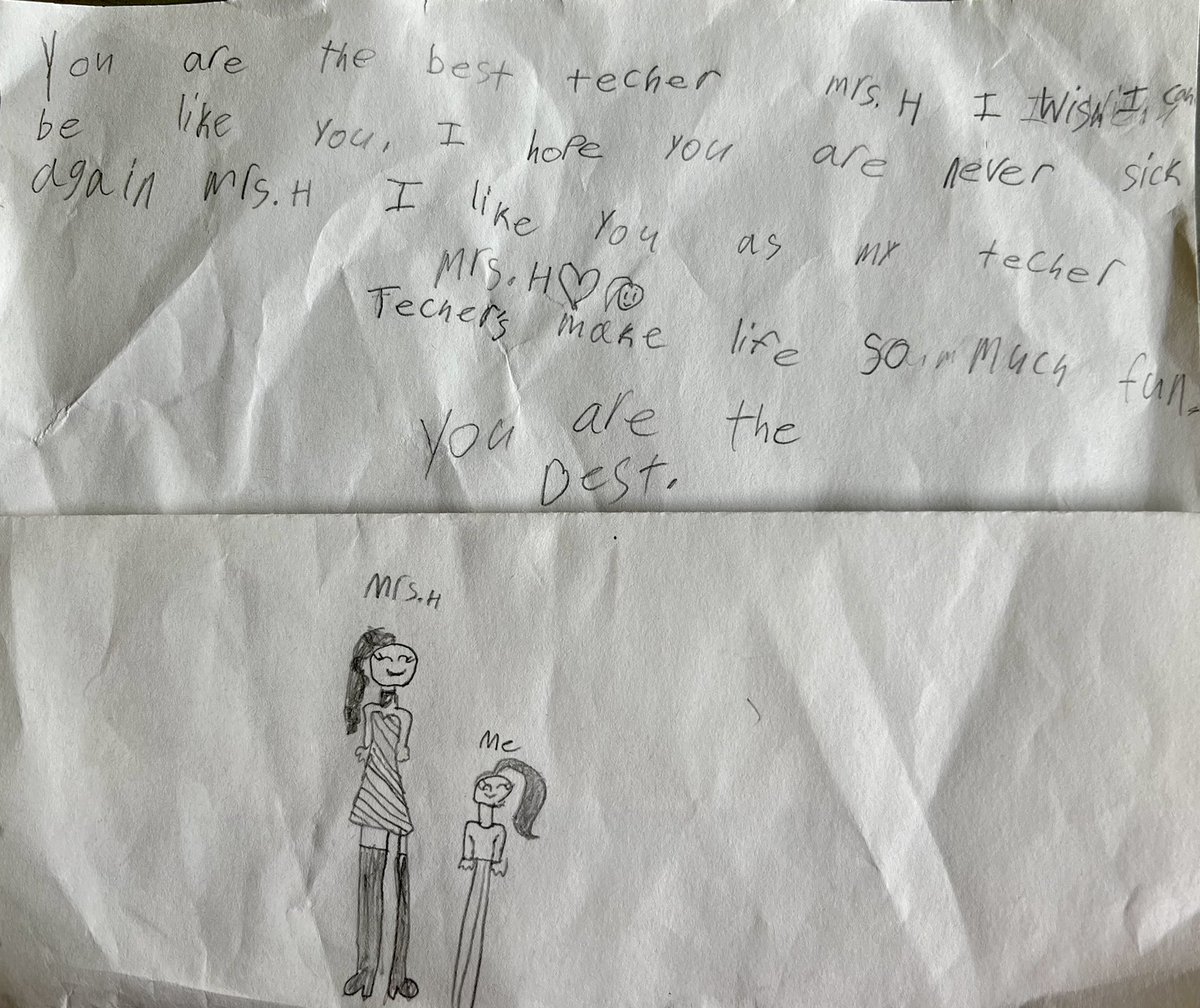 You are the best techer mrs. H I Wish I can
be like you, I hope you are never sick
again mrs. H I like you as my techer
Mrs. H
Techers make life so much fun.
you are the
best.
Mrs. H
Me